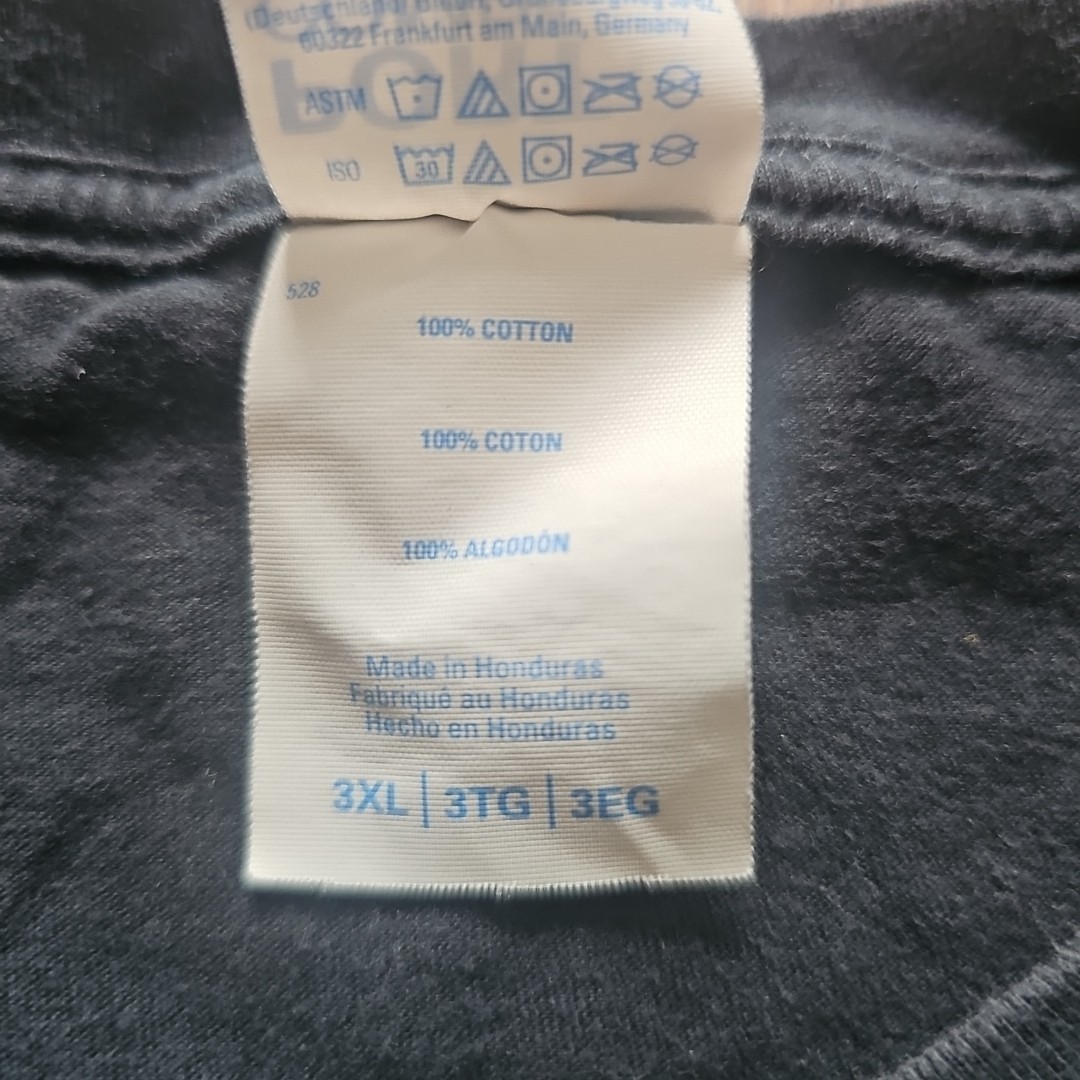 (Deutschland)
60322 Frankfurt am Main, Germany
ASTM
ISO 30
528
100% COTTON
100% COTON
100% ALGODÓN
Made in Honduras
Fabriqué au Honduras
Hecho en Honduras
3XL | 3TG | 3EG